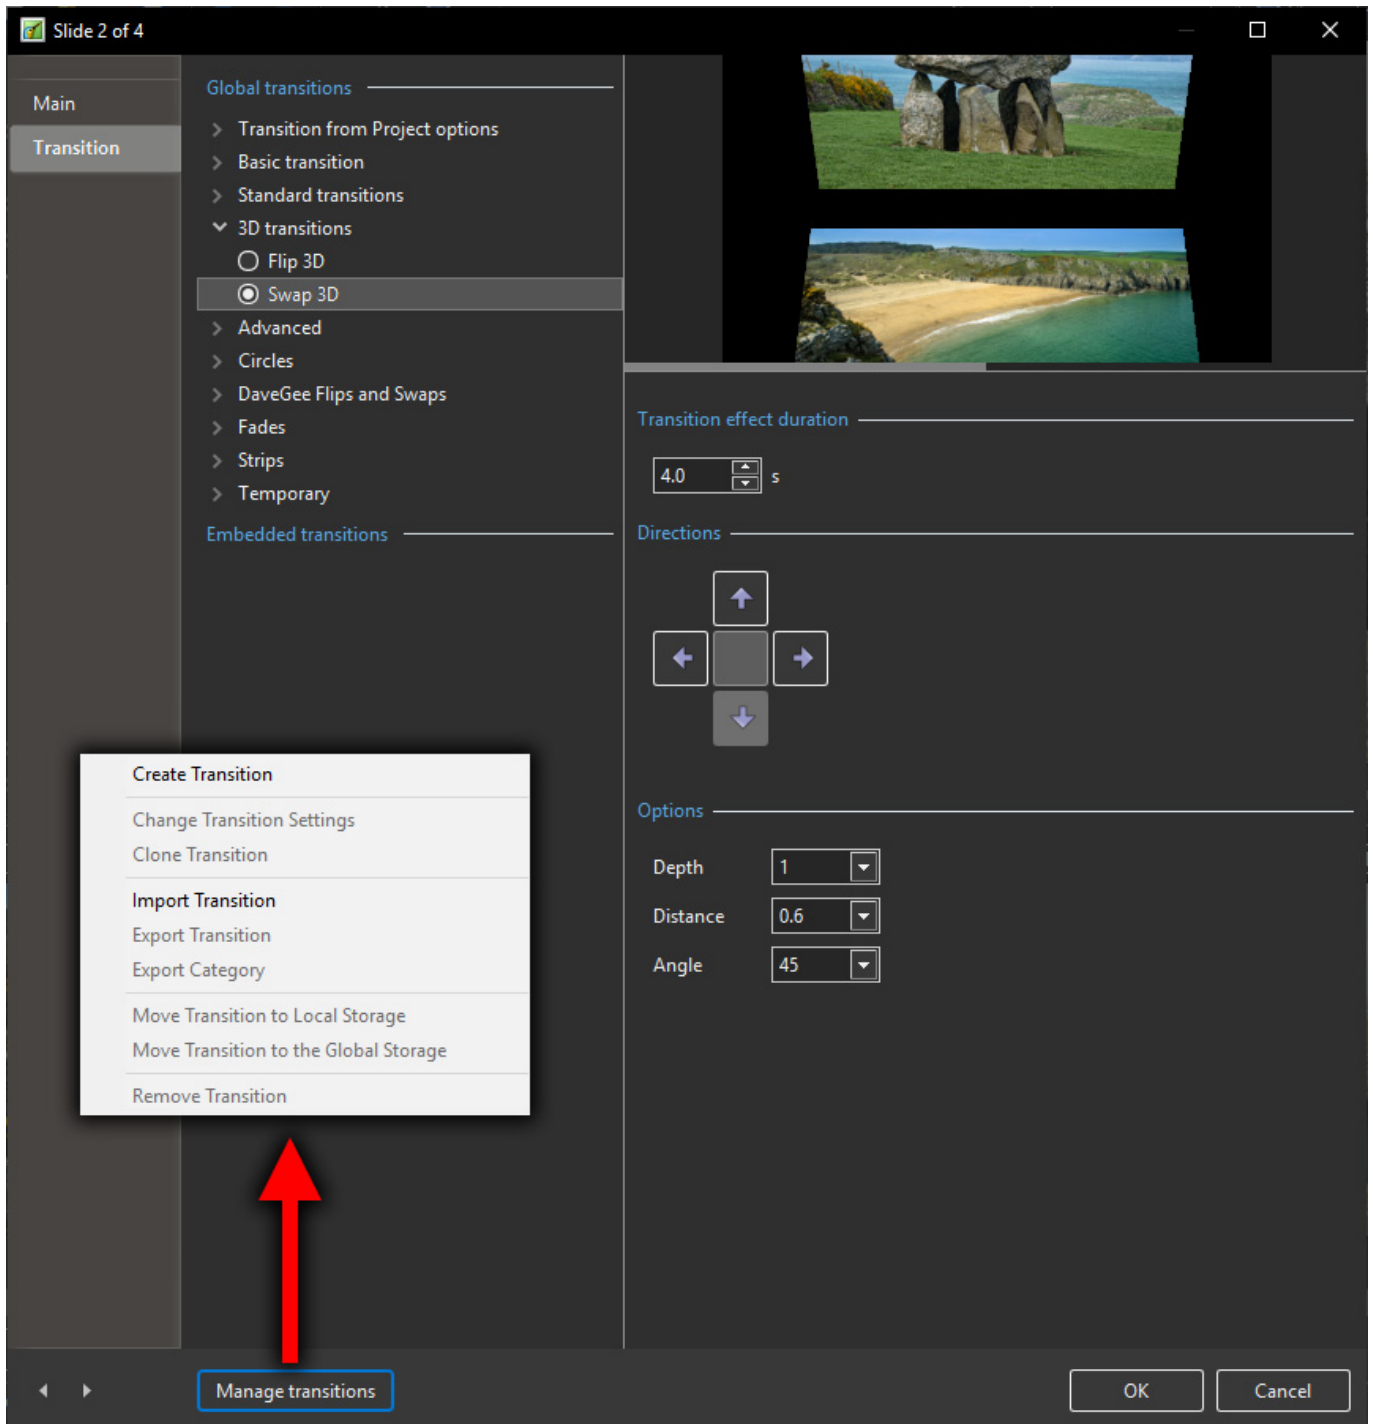 Slide 2 of 4
Main
Transition
Global transitions
Transition from Project options
Basic transition
Standard transitions
3D transitions
Flip 3D
Swap 3D
Advanced
Circles
DaveGee Flips and Swaps
Fades
Strips
Temporary
Embedded transitions
Transition effect duration
4.0 s
Directions
Options
Depth 1
Distance 0.6
Angle 45
Create Transition
Change Transition Settings
Clone Transition
Import Transition
Export Transition
Export Category
Move Transition to Local Storage
Move Transition to the Global Storage
Remove Transition
Manage transitions
OK
Cancel